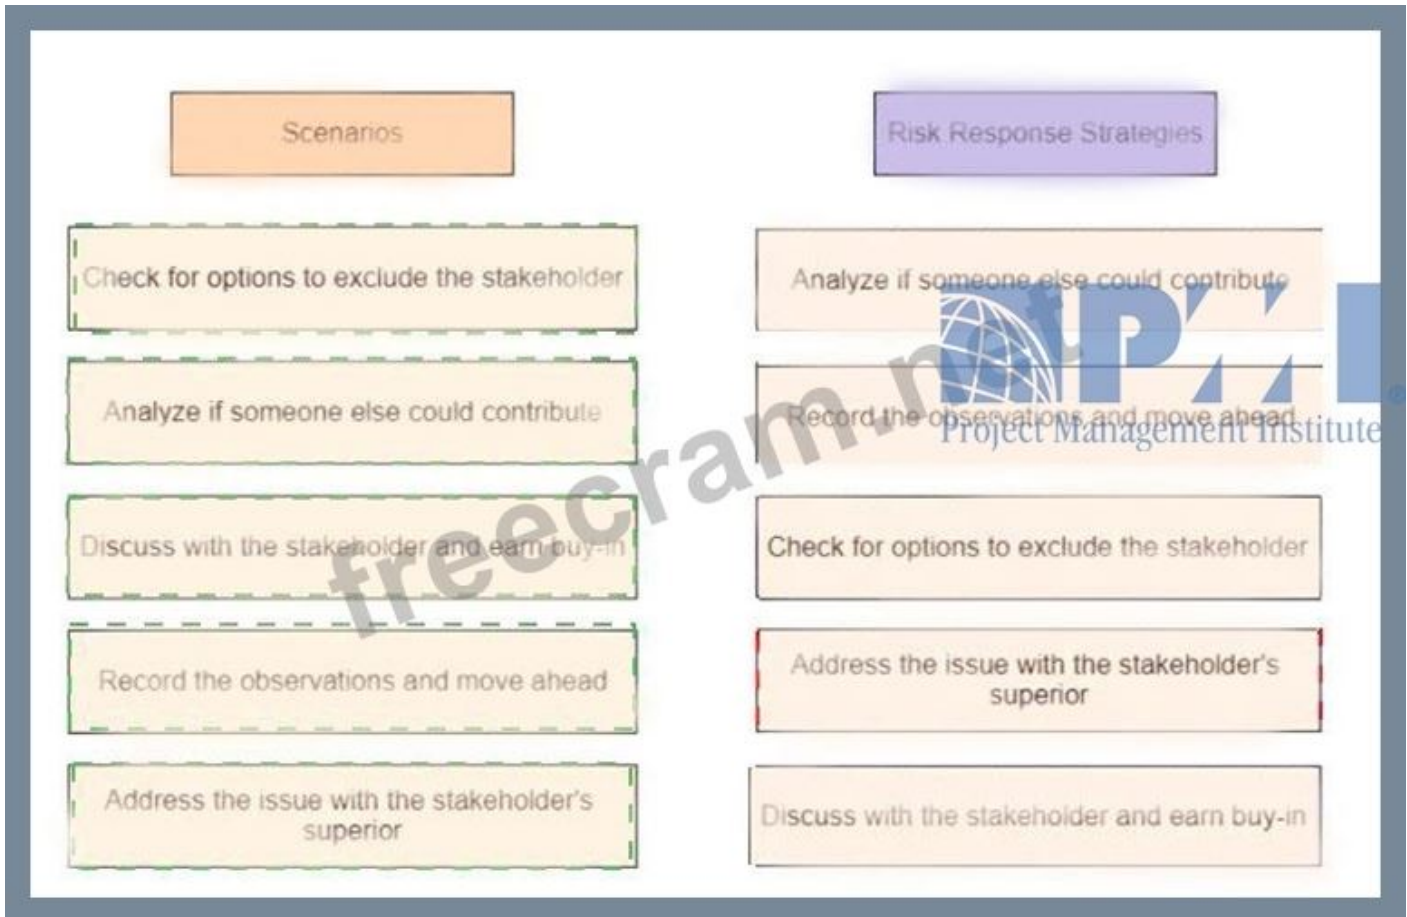 Scenarios
Risk Response Strategies
Check for options to exclude the stakeholder
Analyze if someone else could contribute
Discuss with the stakeholder and earn buy-in
Record the observations and move ahead
Address the issue with the stakeholder's
superior
Analyze if someone else could contribute
Record the observations and move ahead
Check for options to exclude the stakeholder
Address the issue with the stakeholder's
superior
Discuss with the stakeholder and earn buy-in
PMI®
Project Management Institute
freecram.net